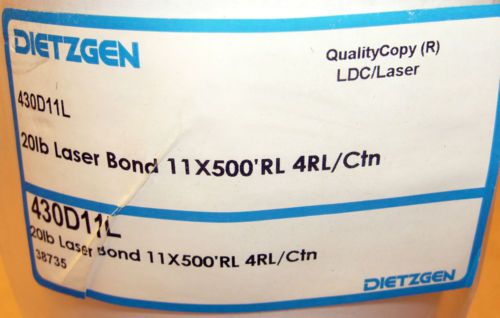 DIETZGEN
QualityCopy (R)
LDC/Laser
430D11L
20lb Laser Bond 11X500'RL 4RL/Ctn
430D11L
20lb Laser Bond 11X500'RL 4RL/Ctn
38735
DIETZGEN